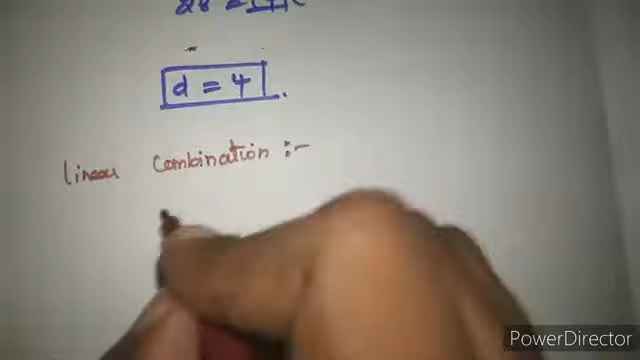 d = 4
Linear Combination :-
PowerDirector